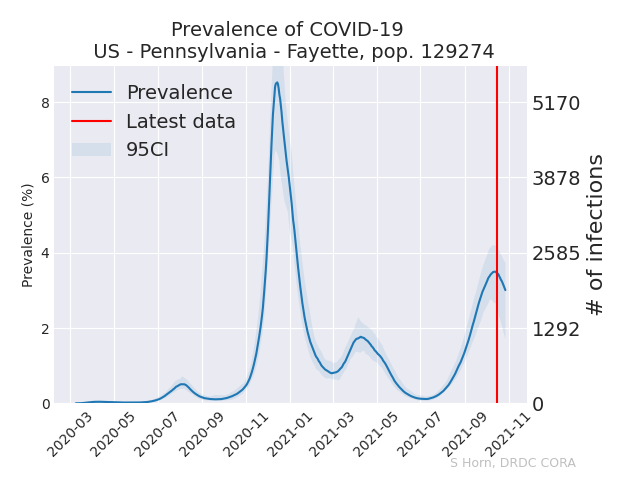 Prevalence of COVID-19
US - Pennsylvania - Fayette, pop. 129274
Prevalence
Latest data
95CI
Prevalence (%)
8
6
4
2
0
5170
3878
2585
1292
0
# of infections
2020-03
2020-05
2020-07
2020-09
2020-11
2021-01
2021-03
2021-05
2021-07
2021-09
2021-11
S Horn, DRDC CORA